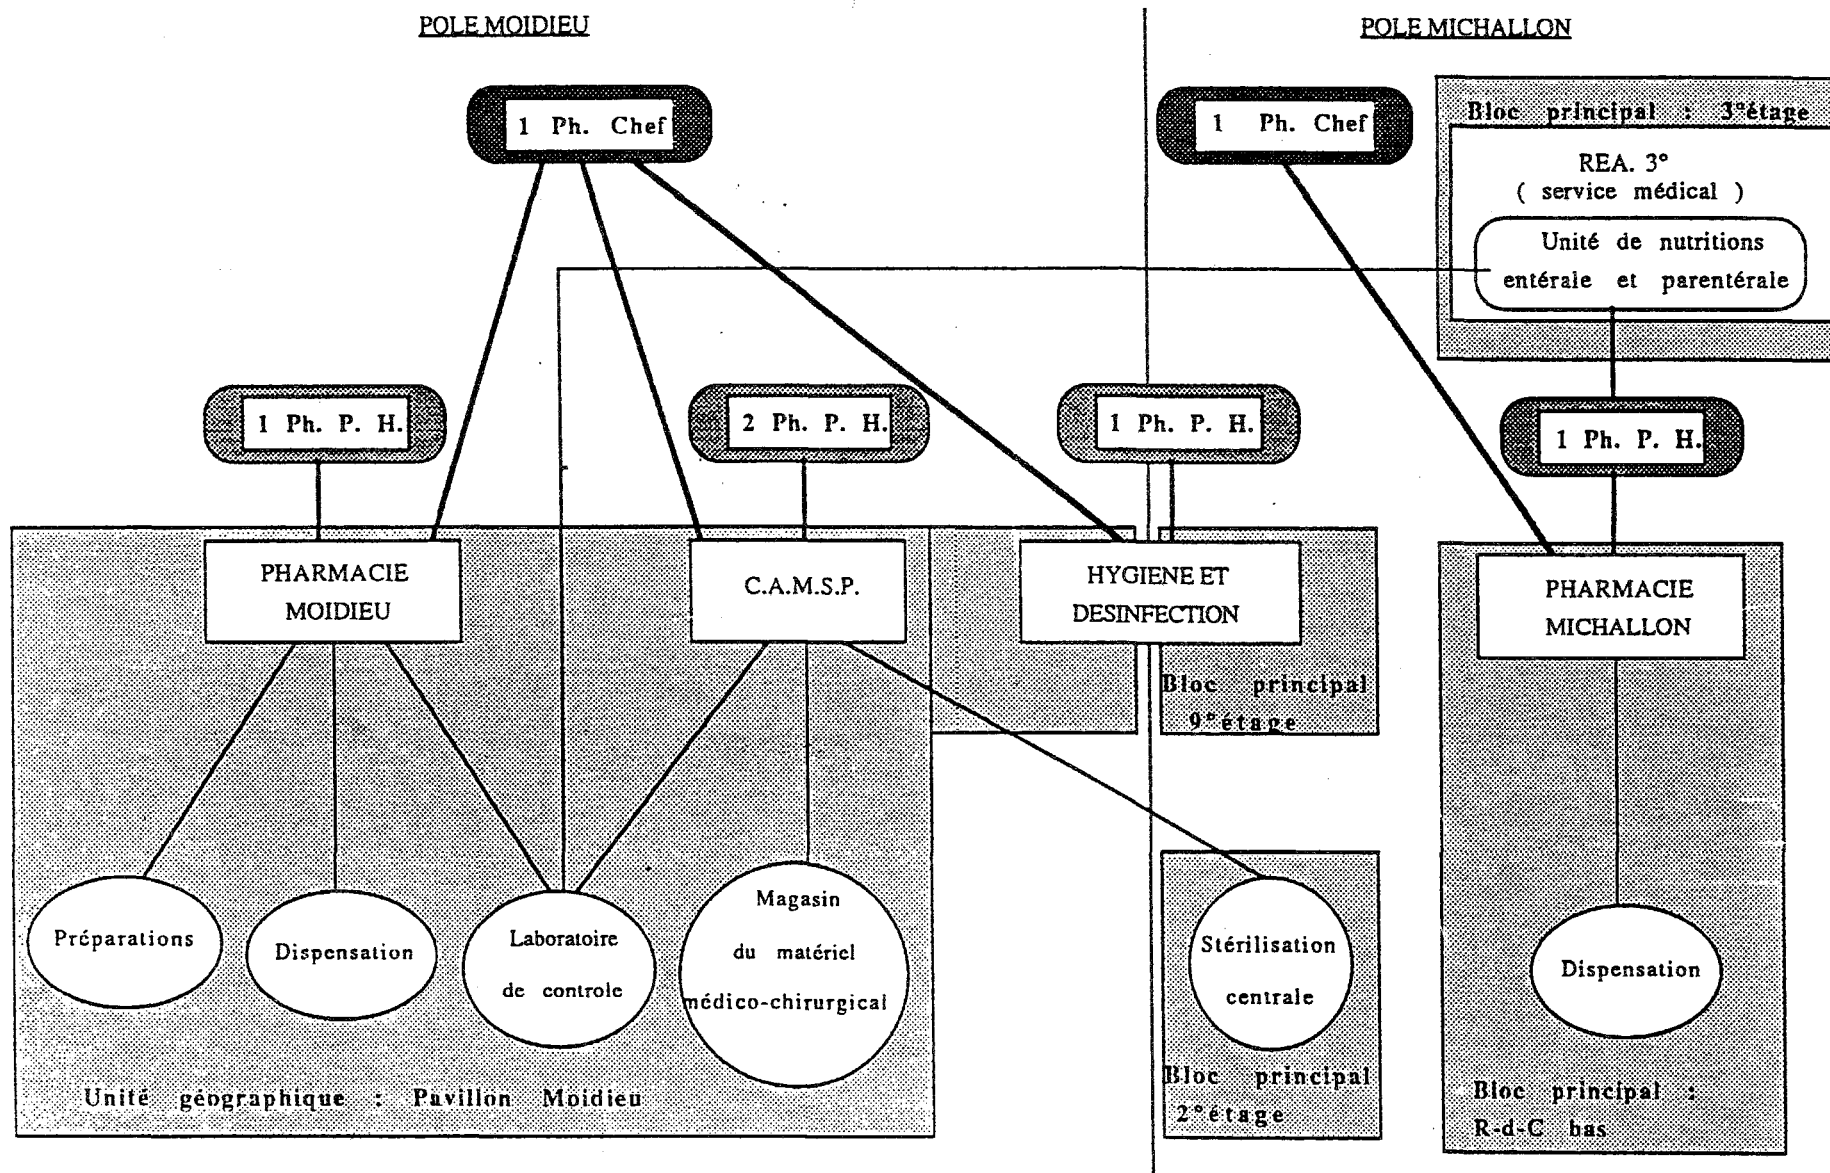 POLE MOIDIEU
POLE MICHALLON
1 Ph. Chef
1 Ph. Chef
Bloc principal : 3°étage
REA. 3°
( service médical )
Unité de nutritions
entérale et parentérale
1 Ph. P. H.
2 Ph. P. H.
1 Ph. P. H.
1 Ph. P. H.
PHARMACIE
MOIDIEU
C.A.M.S.P.
HYGIENE ET
DESINFECTION
PHARMACIE
MICHALLON
Bloc principal
9°étage
Préparations
Dispensation
Laboratoire
de controle
Magasin
du matériel
médico-chirurgical
Stérilisation
centrale
Dispensation
Unité géographique : Pavillon Moidieu
Bloc principal
2°étage
Bloc principal :
R-d-C bas